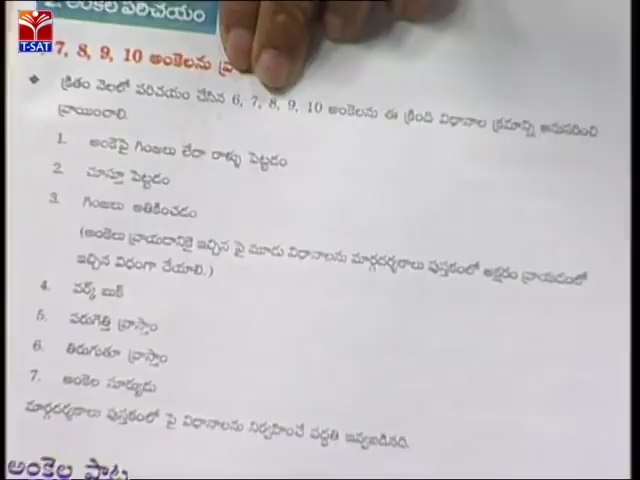 T-SAT
అంకెల పరిచయం
7, 8, 9, 10 అంకెలను
❖ క్రితం నెలలో పరిచయం చేసిన 6, 7, 8, 9, 10 అంకెలను ఈ క్రింది విధానాల క్రమాన్ని అనుసరించి
వ్రాయించాలి.
1. అంకెపై గింజలు లేదా రాళ్ళు పెట్టడం
2. చూస్తూ పెట్టడం
3. గింజలు అతికించడం
(అంకెలు వ్రాయడానికై ఇచ్చిన పై మూడు విధానాలను మార్గదర్శకాలు పుస్తకంలో అక్షరం వ్రాయడంలో
ఇచ్చిన విధంగా చేయాలి.)
4. వర్క్ బుక్
5. పరుగెత్తి వ్రాస్తాం
6. తిరుగుతూ వ్రాస్తాం
7. అంకెల సూర్యుడు
మార్గదర్శకాలు పుస్తకంలో పై విధానాలను నిర్వహించే పద్ధతి ఇవ్వబడినది.
అంకెల పాట